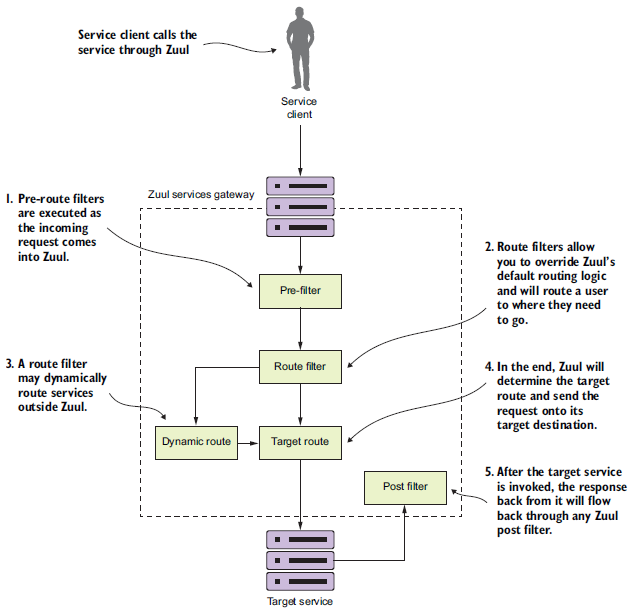 Service client calls the
service through Zuul
Service
client
Zuul services gateway
1. Pre-route filters
are executed as
the incoming
request comes
into Zuul.
Pre-filter
2. Route filters allow
you to override Zuul’s
default routing logic
and will route a user
to where they need
to go.
Route filter
3. A route filter
may dynamically
route services
outside Zuul.
4. In the end, Zuul will
determine the target
route and send the
request onto its
target destination.
Dynamic route
Target route
Post filter
5. After the target service
is invoked, the response
back from it will flow
back through any Zuul
post filter.
Target service